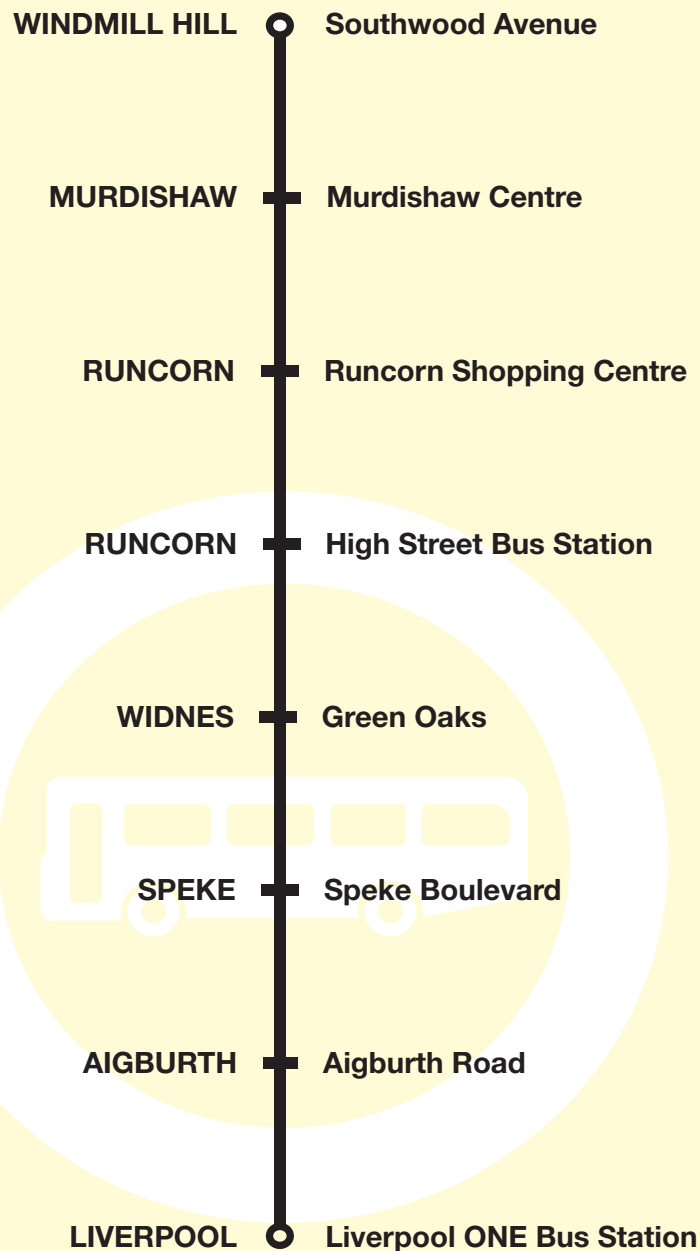 WINDMILL HILL Southwood Avenue
MURDISHAW Murdishaw Centre
RUNCORN Runcorn Shopping Centre
RUNCORN High Street Bus Station
WIDNES Green Oaks
SPEKE Speke Boulevard
AIGBURTH Aigburth Road
LIVERPOOL Liverpool ONE Bus Station